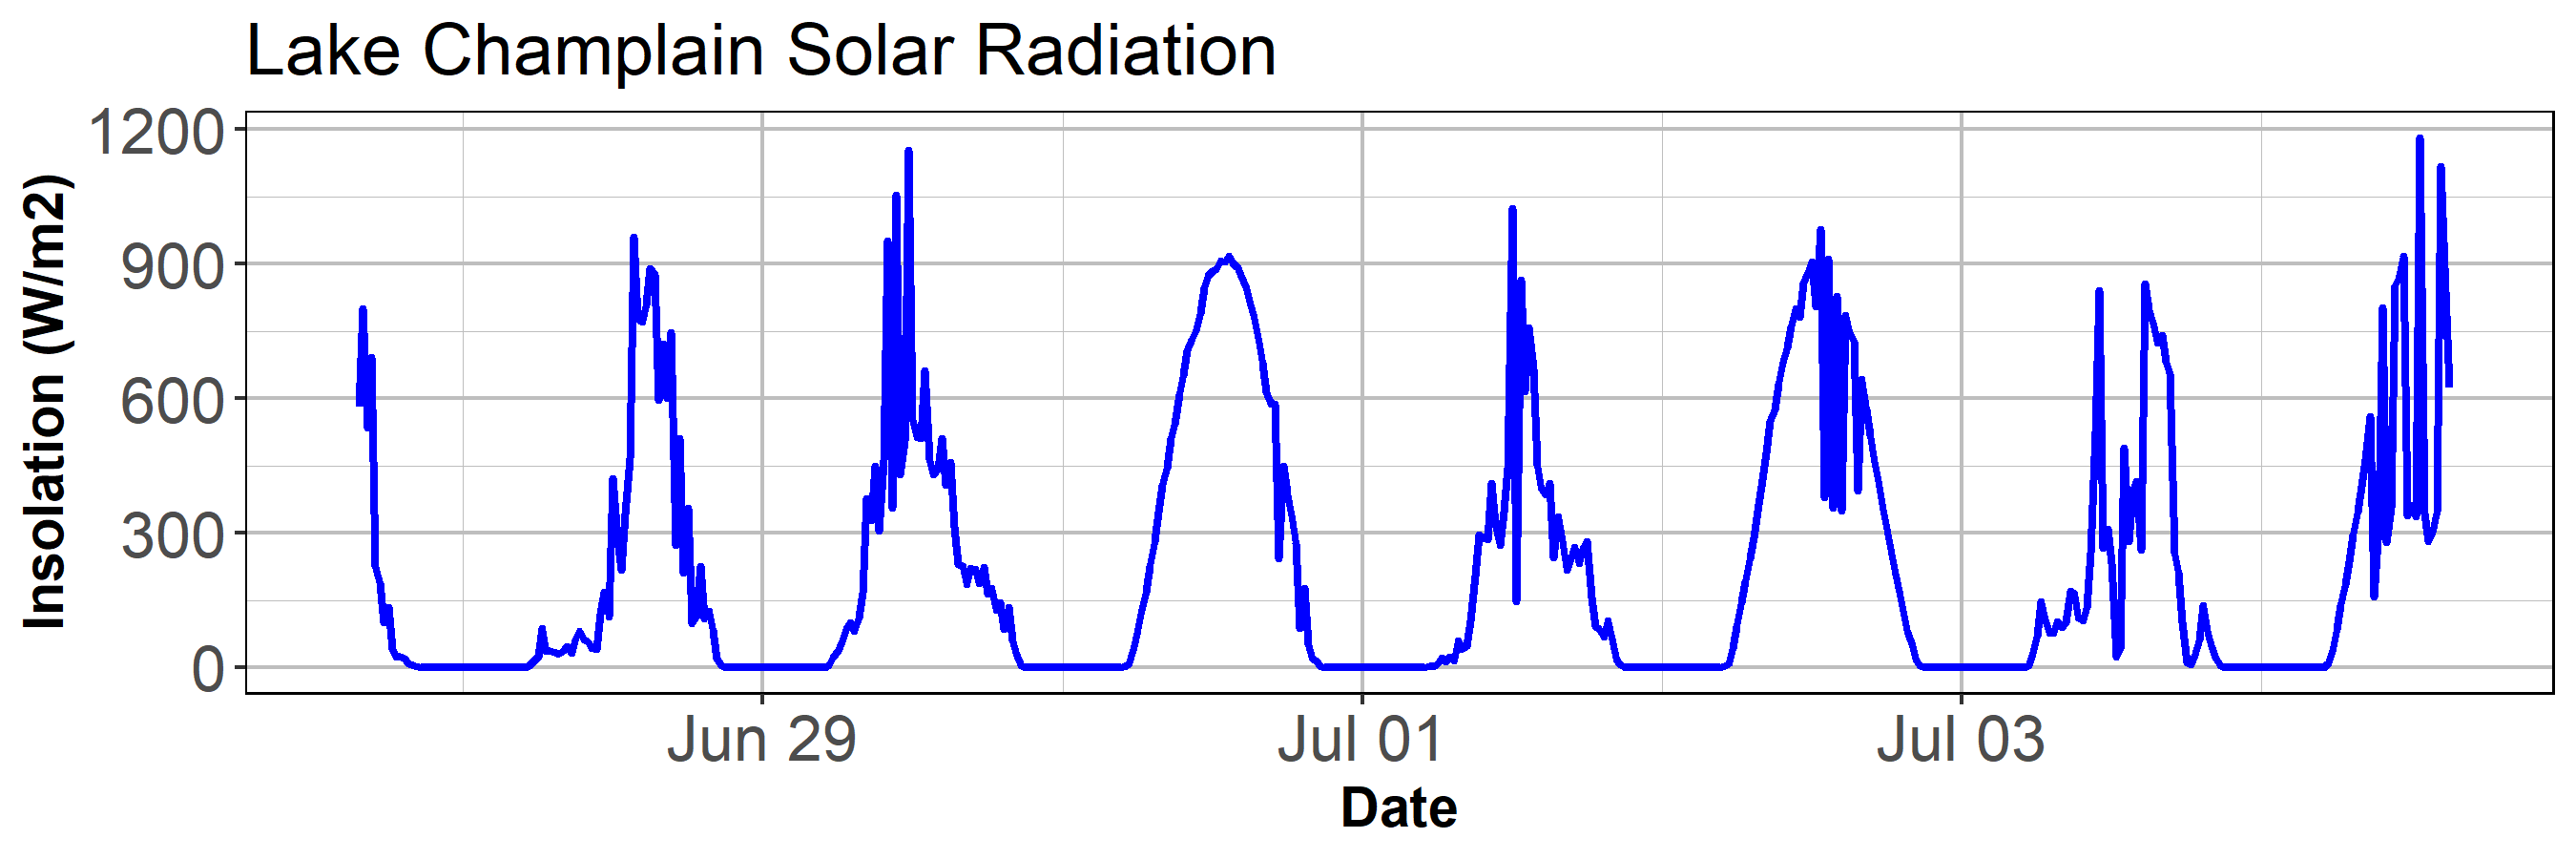 Lake Champlain Solar Radiation
Insolation (W/m2)
1200
900
600
300
0
Jun 29
Jul 01
Jul 03
Date